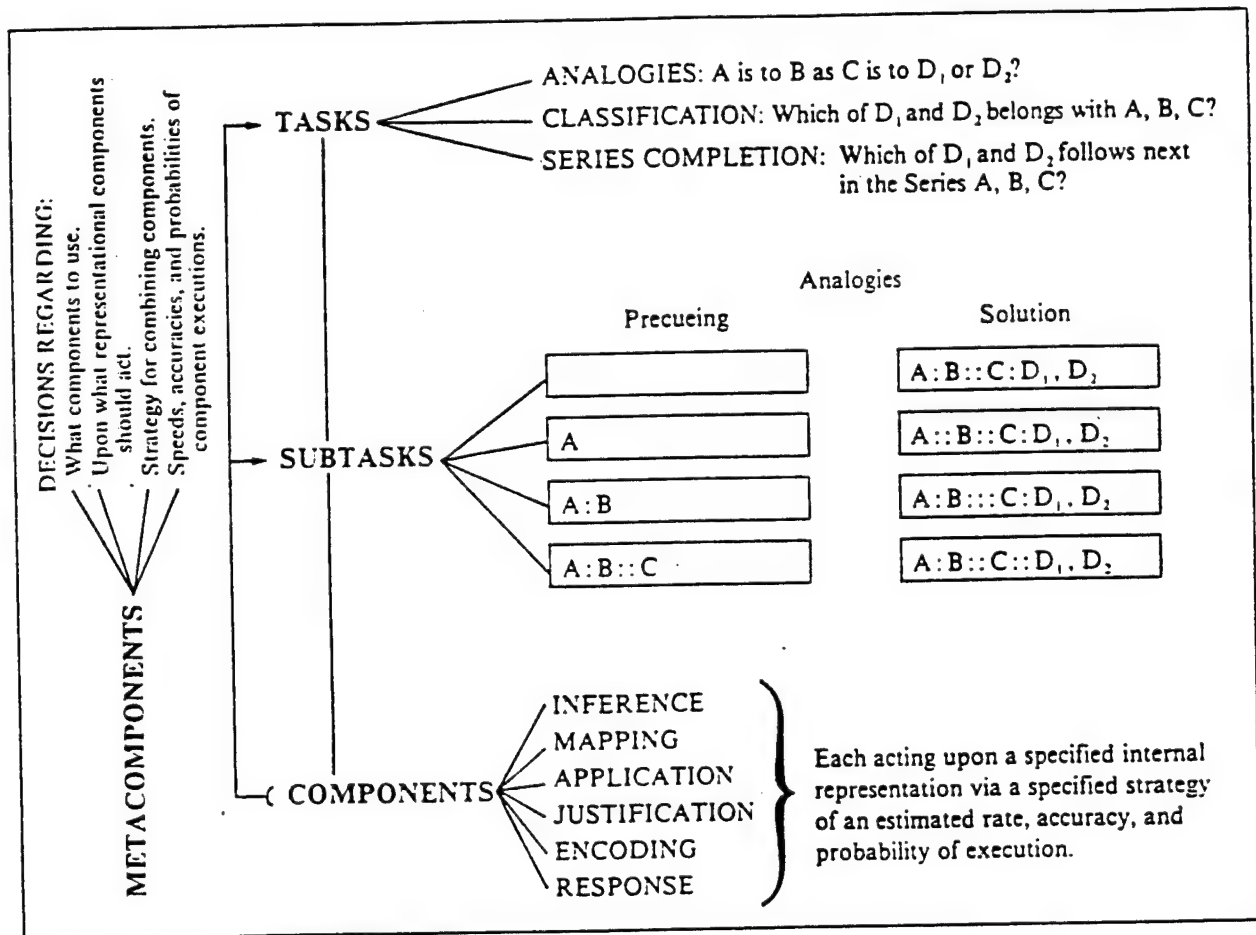 DECISIONS REGARDING:
What components to use.
Upon what representational components
should act.
Strategy for combining components.
Speeds, accuracies, and probabilities of
component executions.
METACOMPONENTS
TASKS
ANALOGIES: A is to B as C is to D₁ or D₂?
CLASSIFICATION: Which of D₁ and D₂ belongs with A, B, C?
SERIES COMPLETION: Which of D₁ and D₂ follows next
in the Series A, B, C?
SUBTASKS
Analogies
Precueing Solution
A:B::C:D₁, D₂
A A::B::C:D₁, D₂
A:B A:B:::C:D₁, D₂
A:B::C A:B::C::D₁, D₂
COMPONENTS
INFERENCE
MAPPING
APPLICATION
JUSTIFICATION
ENCODING
RESPONSE
Each acting upon a specified internal
representation via a specified strategy
of an estimated rate, accuracy, and
probability of execution.